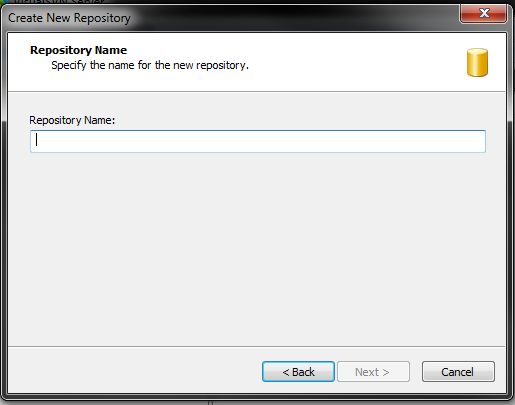 Create New Repository
Repository Name
Specify the name for the new repository.
Repository Name:
< Back
Next >
Cancel